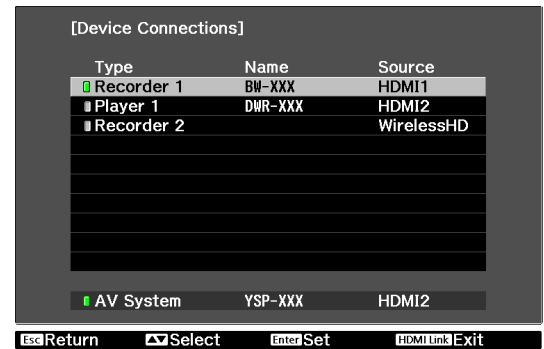 [Device Connections]
Type Name Source
Recorder 1 BW-XXX HDMI1
Player 1 DWR-XXX HDMI2
Recorder 2 WirelessHD
AV System YSP-XXX HDMI2
Esc Return ▲▼ Select Enter Set HDMI Link Exit